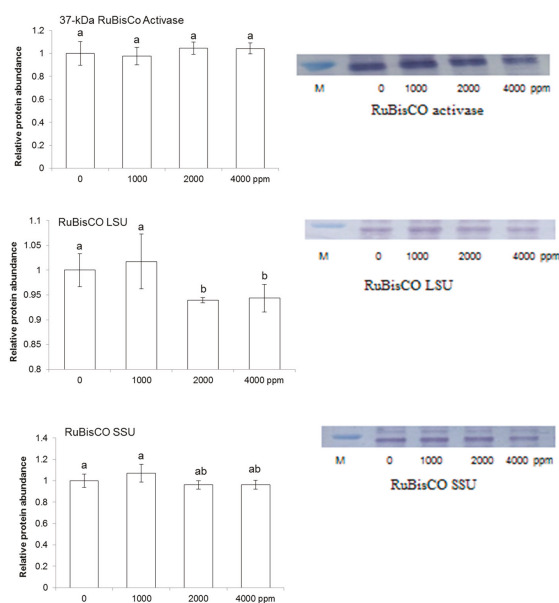 37-kDa RuBisCo Activase
Relative protein abundance
1.2
1
0.8
0.6
0.4
0.2
0
a a a a
0 1000 2000 4000 ppm
M 0 1000 2000 4000 ppm
RuBisCO activase
RuBisCO LSU
Relative protein abundance
1.1
1.05
1
0.95
0.9
0.85
0.8
a a b b
0 1000 2000 4000 ppm
M 0 1000 2000 4000 ppm
RuBisCO LSU
RuBisCO SSU
Relative protein abundance
1.4
1.2
1
0.8
0.6
0.4
0.2
0
a a ab ab
0 1000 2000 4000 ppm
M 0 1000 2000 4000 ppm
RuBisCO SSU